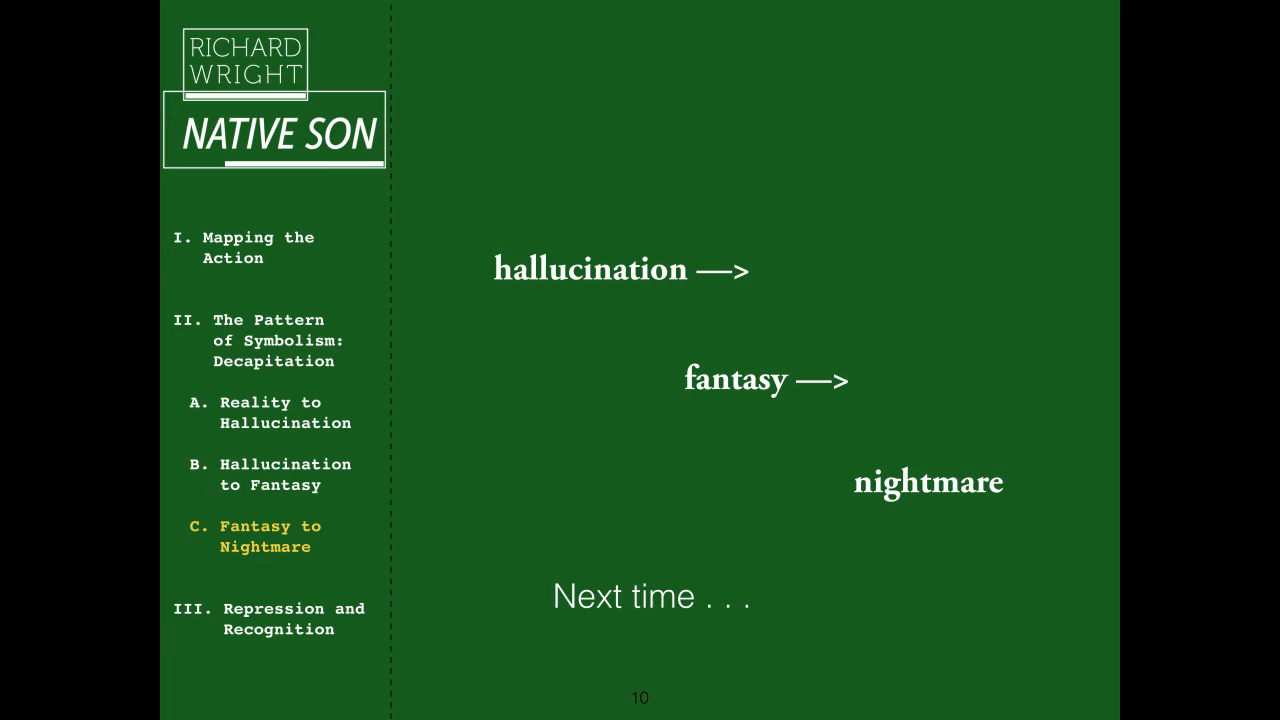 RICHARD
WRIGHT
NATIVE SON
I. Mapping the
Action
II. The Pattern
of Symbolism:
Decapitation
A. Reality to
Hallucination
B. Hallucination
to Fantasy
C. Fantasy to
Nightmare
III. Repression and
Recognition
hallucination —>
fantasy —>
nightmare
Next time . . .
10